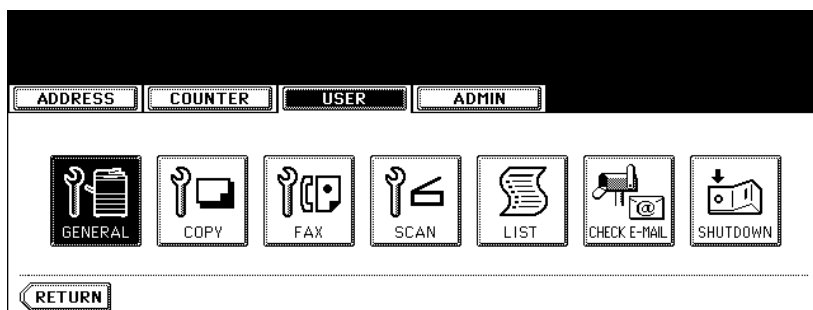 ADDRESS COUNTER USER ADMIN
GENERAL COPY FAX SCAN LIST CHECK E-MAIL SHUTDOWN
RETURN